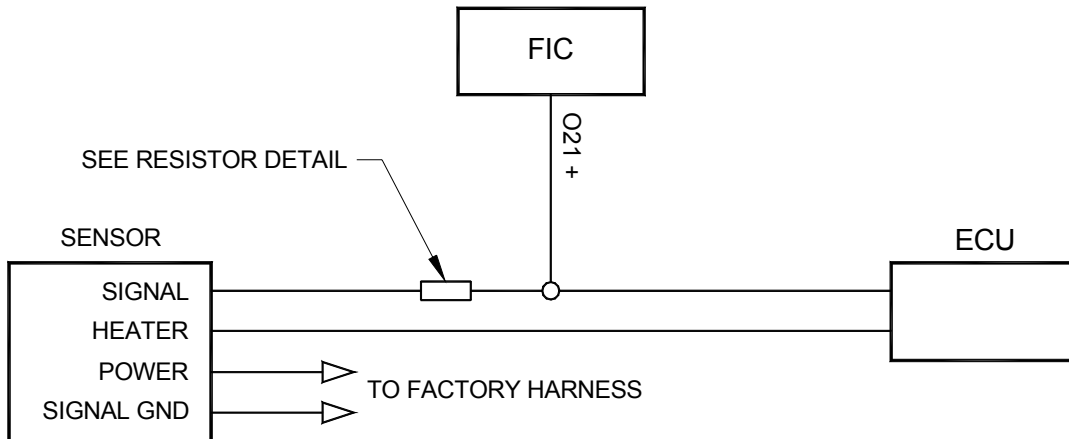 FIC
O21 +
SEE RESISTOR DETAIL
SENSOR
ECU
SIGNAL
HEATER
POWER
TO FACTORY HARNESS
SIGNAL GND